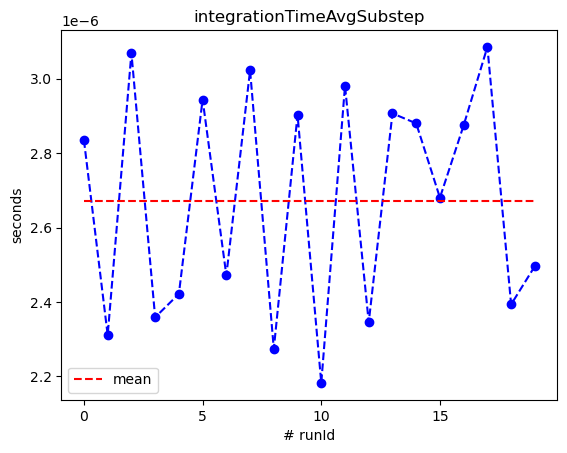 integrationTimeAvgSubstep
1e−6
3.0
2.8
2.6
2.4
2.2
seconds
mean
0
5
10
15
# runId